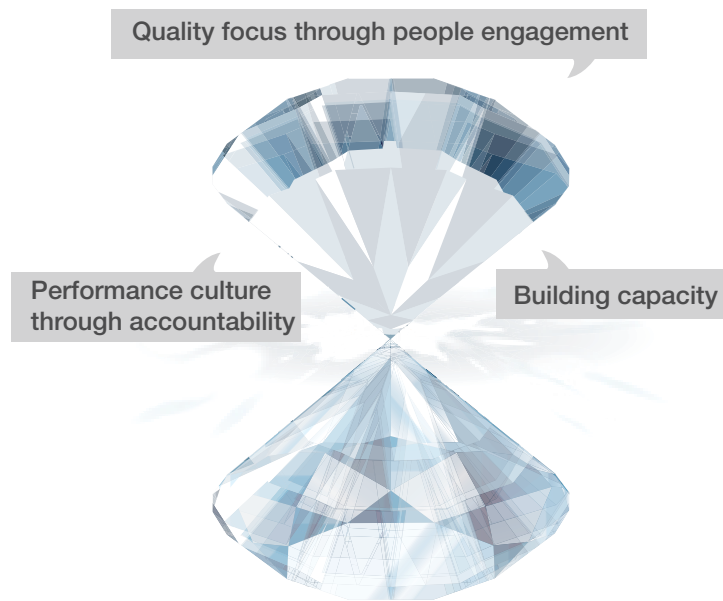 Quality focus through people engagement
Performance culture
through accountability
Building capacity